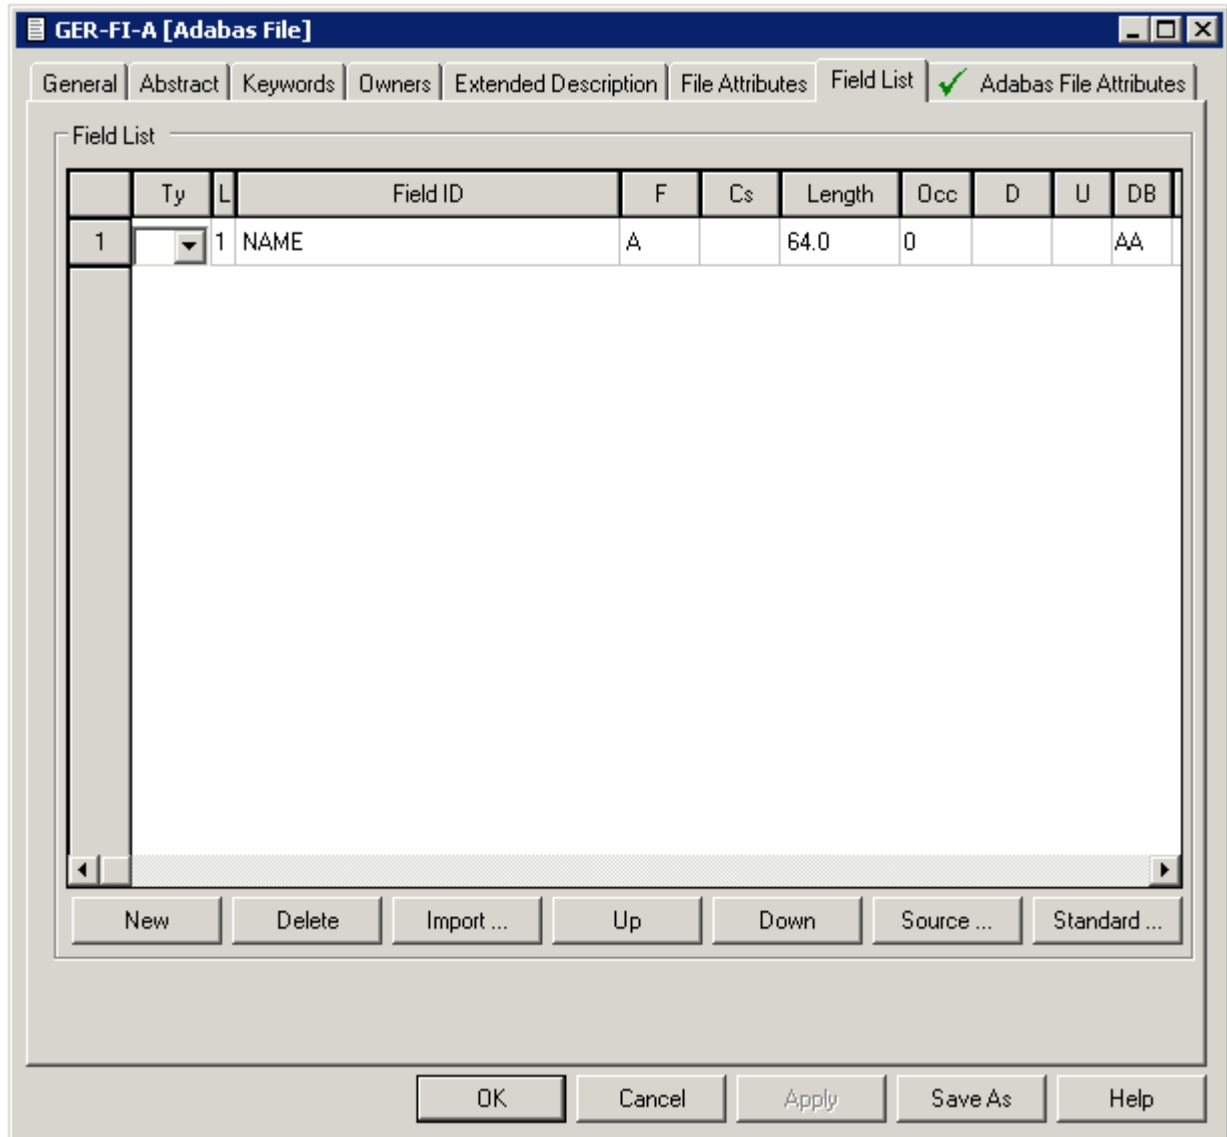 GER-FI-A [Adabas File]
General Abstract Keywords Owners Extended Description File Attributes Field List Adabas File Attributes
Field List
Ty L Field ID F Cs Length Occ D U DB
1 1 NAME A 64.0 0 AA
New Delete Import ... Up Down Source ... Standard ...
OK Cancel Apply Save As Help